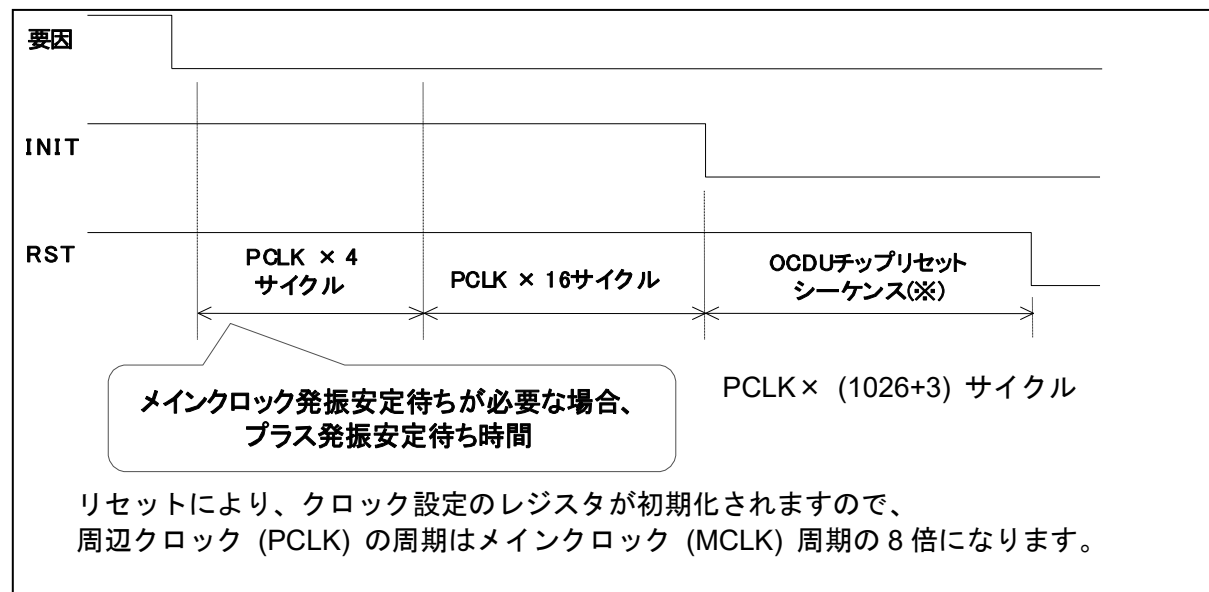 要因
INIT
RST
PCLK × 4
サイクル
PCLK × 16サイクル
OCDUチップリセット
シーケンス(※)
メインクロック発振安定待ちが必要な場合、
プラス発振安定待ち時間
PCLK× (1026+3) サイクル
リセットにより、クロック設定のレジスタが初期化されますので、
周辺クロック (PCLK) の周期はメインクロック (MCLK) 周期の 8 倍になります。